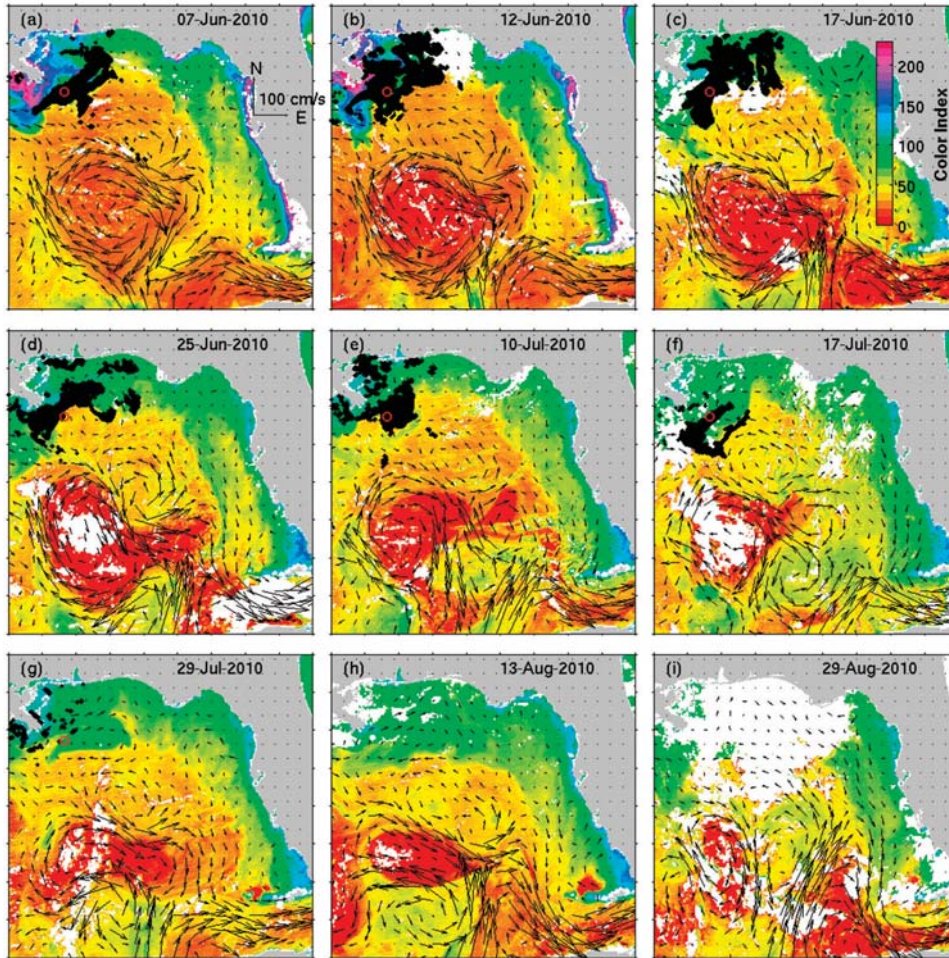 (a) 07-Jun-2010
N
100 cm/s
E
(b) 12-Jun-2010
(c) 17-Jun-2010
200
150
100
50
0
Color Index
(d) 25-Jun-2010
(e) 10-Jul-2010
(f) 17-Jul-2010
(g) 29-Jul-2010
(h) 13-Aug-2010
(i) 29-Aug-2010